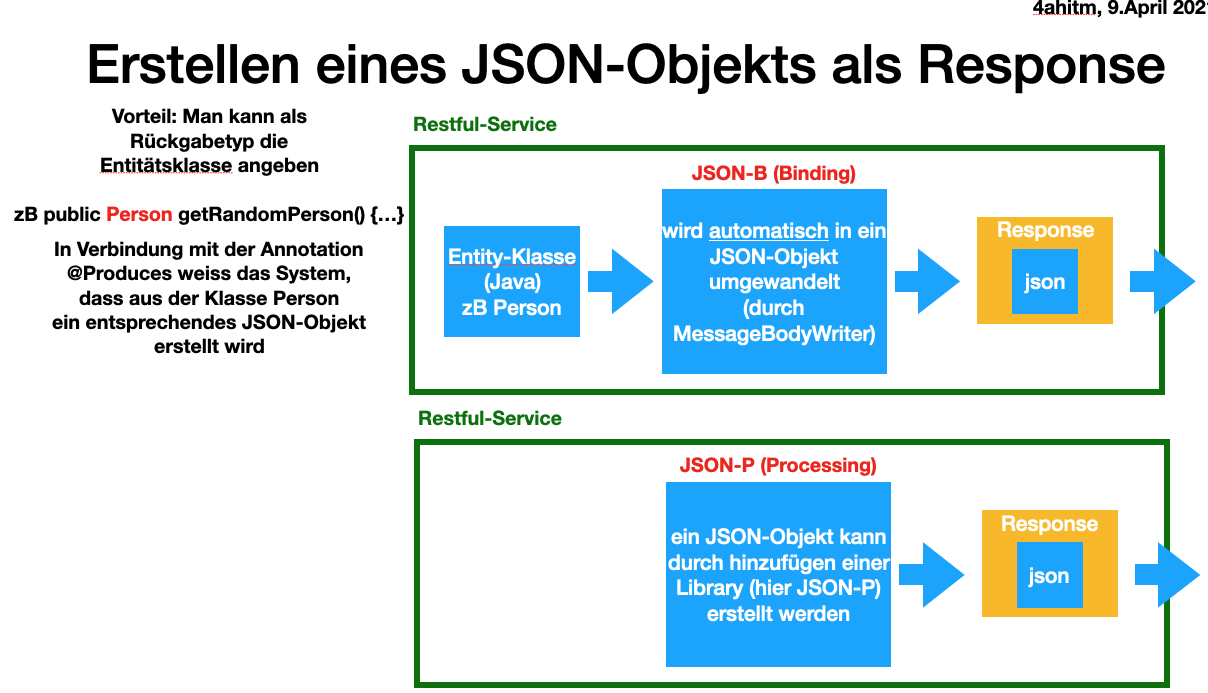 4ahitm, 9.April 2021
Erstellen eines JSON-Objekts als Response
Vorteil: Man kann als
Rückgabetyp die
Entitätsklasse angeben
zB public Person getRandomPerson() {…}
In Verbindung mit der Annotation
@Produces weiss das System,
dass aus der Klasse Person
ein entsprechendes JSON-Objekt
erstellt wird
Restful-Service
JSON-B (Binding)
Entity-Klasse
(Java)
zB Person
wird automatisch in ein
JSON-Objekt
umgewandelt
(durch
MessageBodyWriter)
Response
json
Restful-Service
JSON-P (Processing)
ein JSON-Objekt kann
durch hinzufügen einer
Library (hier JSON-P)
erstellt werden
Response
json